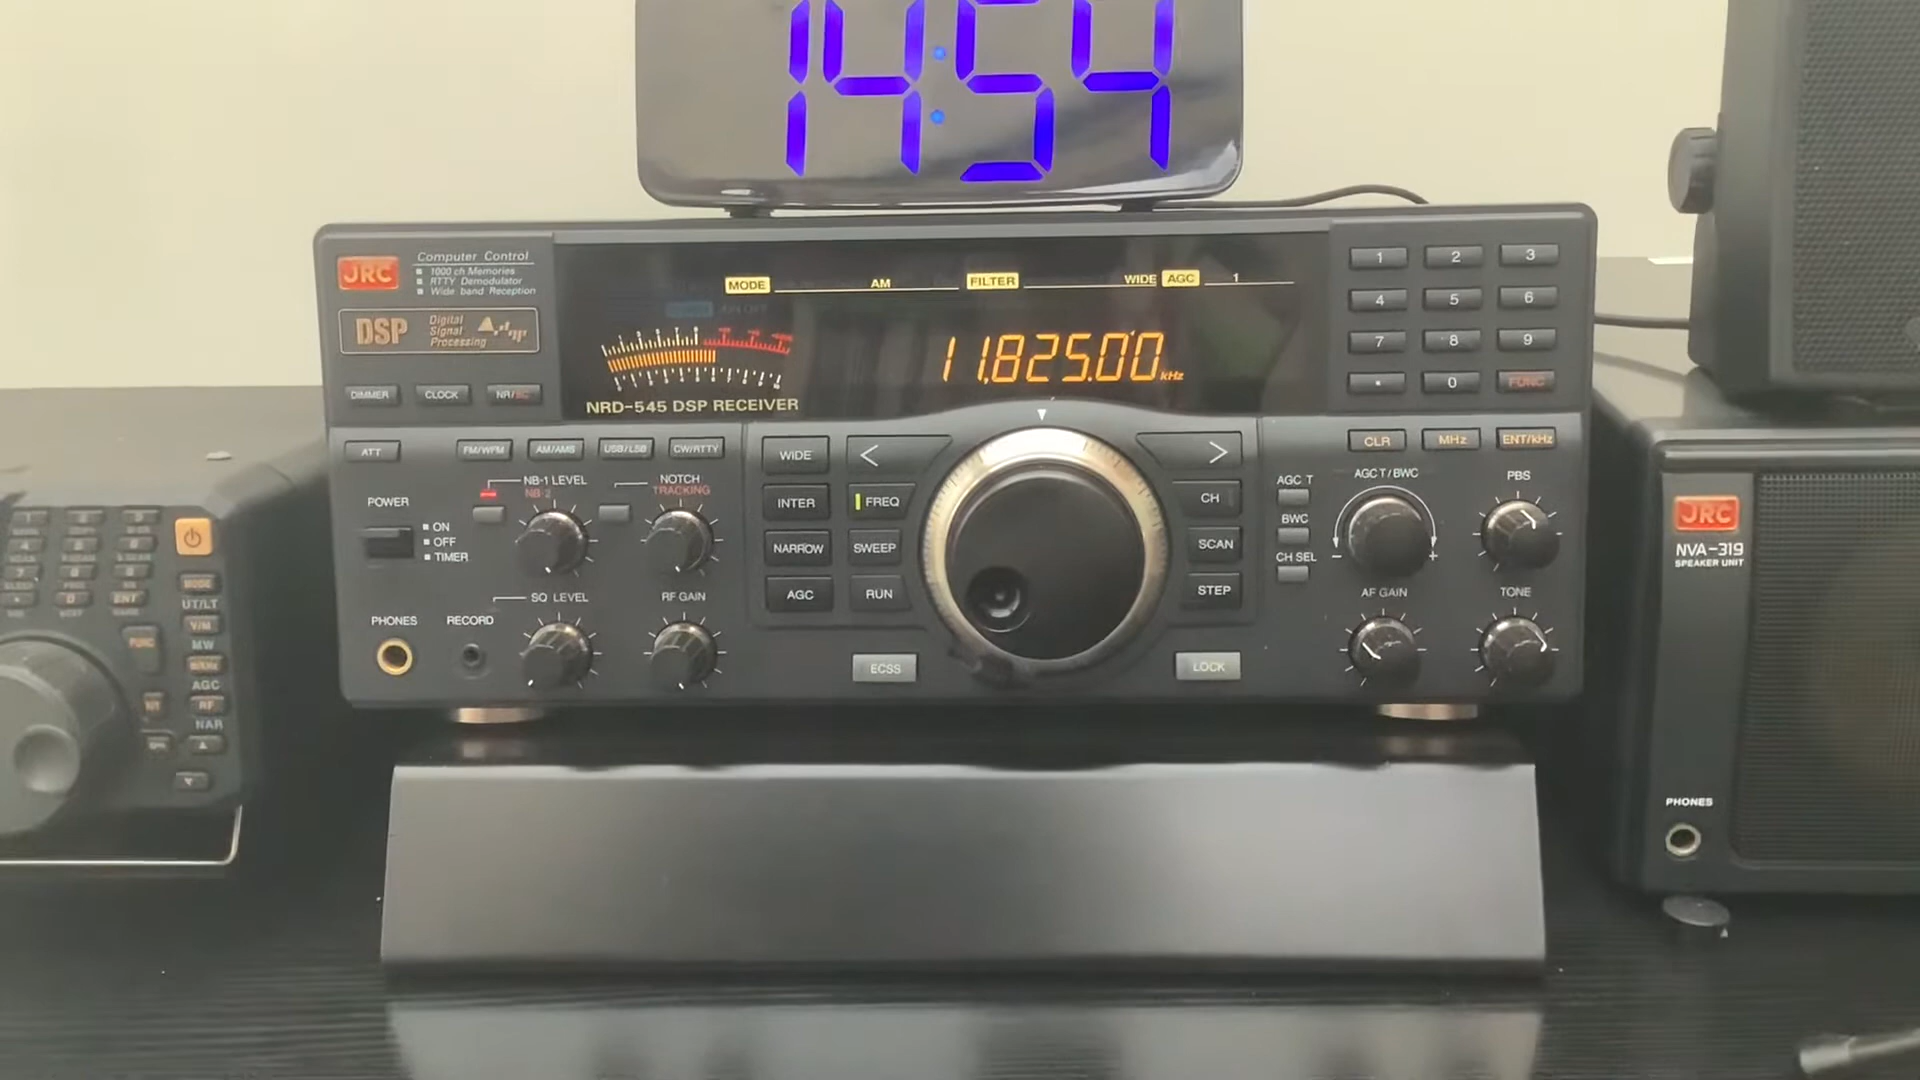 14:54
JRC
Computer Control
1000 ch Memories
RTTY Demodulator
Wide band Reception
DSP
Digital
Signal
Processing
DIMMER
CLOCK
MODE
AM
FILTER
WIDE
AGC
1
11,825.00 kHz
NRD-545 DSP RECEIVER
1 2 3
4 5 6
7 8 9
. 0 FUNC
CLR
MHz
ENT/kHz
ATT
FM/WFM
AM/AMS
USB/LSB
CW/RTTY
POWER
ON
OFF
TIMER
NB-1 LEVEL
NB-2
NOTCH
TRACKING
SQ LEVEL
RF GAIN
PHONES
RECORD
WIDE
INTER
NARROW
AGC
<
FREQ
SWEEP
RUN
ECSS
>
CH
SCAN
STEP
LOCK
AGC T
BWC
CH SEL
AGC T / BWC
- +
PBS
AF GAIN
TONE
MODE
UT/LT
V/M
MW
AGC
RF
NAR
FUNC
ENT
JRC
NVA-319
SPEAKER UNIT
PHONES